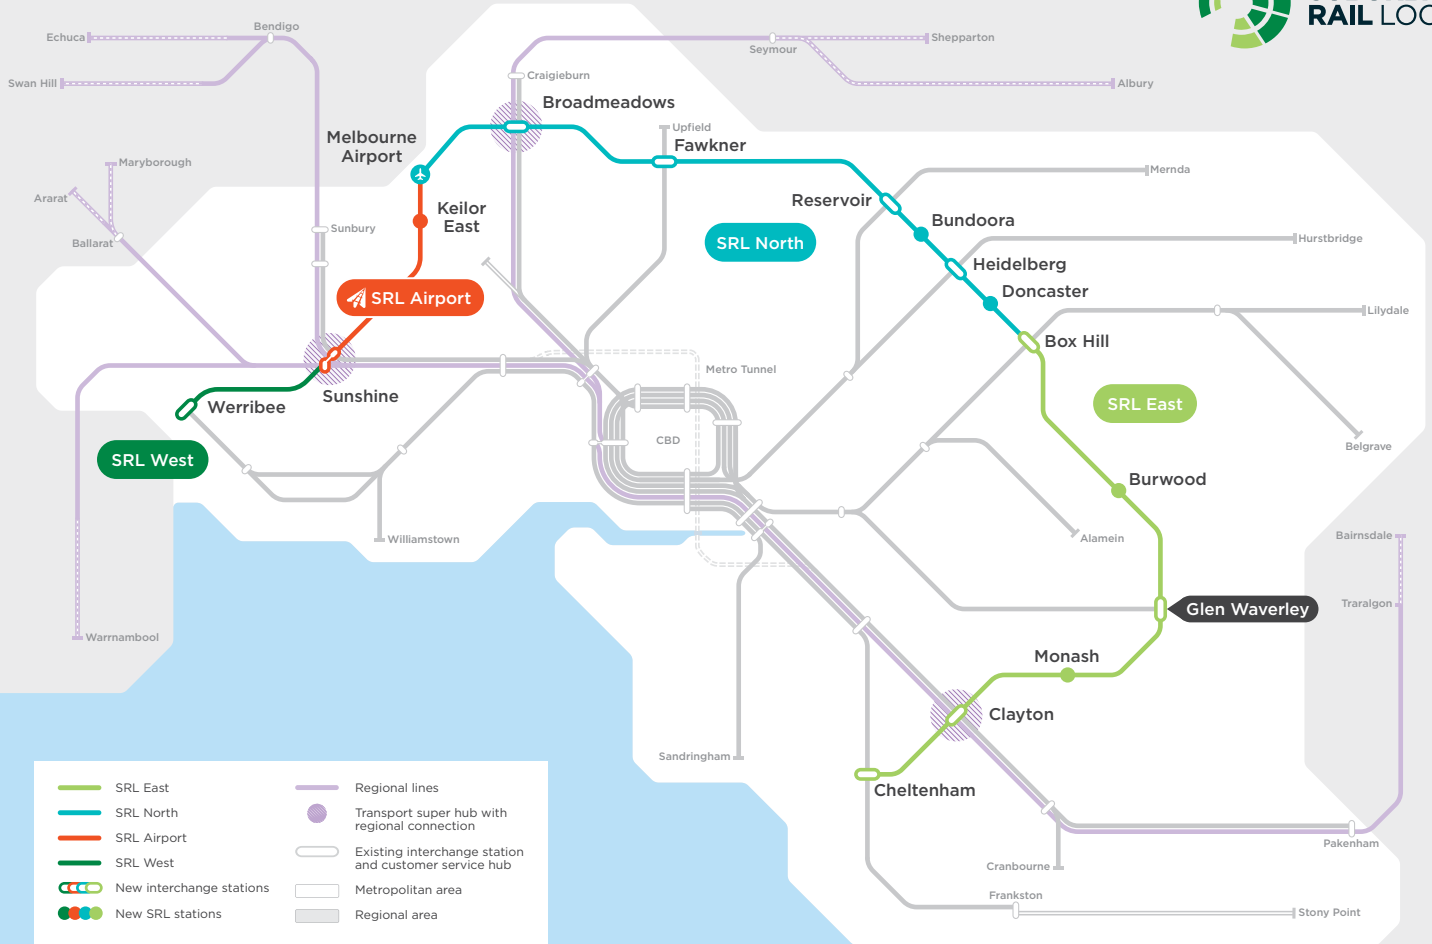 RAIL LOO
Echuca
Bendigo
Swan Hill
Seymour
Shepparton
Albury
Craigieburn
Broadmeadows
Melbourne
Airport
Upfield
Fawkner
Maryborough
Ararat
Ballarat
Sunbury
Keilor
East
Mernda
Reservoir
Bundoora
SRL North
Hurstbridge
Heidelberg
Doncaster
SRL Airport
Lilydale
Box Hill
Metro Tunnel
Sunshine
Werribee
SRL East
CBD
Belgrave
SRL West
Burwood
Williamstown
Alamein
Bairnsdale
Traralgon
Glen Waverley
Warrnambool
Monash
Clayton
Sandringham
Cheltenham
Pakenham
Cranbourne
Frankston
Stony Point
SRL East
SRL North
SRL Airport
SRL West
New interchange stations
New SRL stations
Regional lines
Transport super hub with
regional connection
Existing interchange station
and customer service hub
Metropolitan area
Regional area